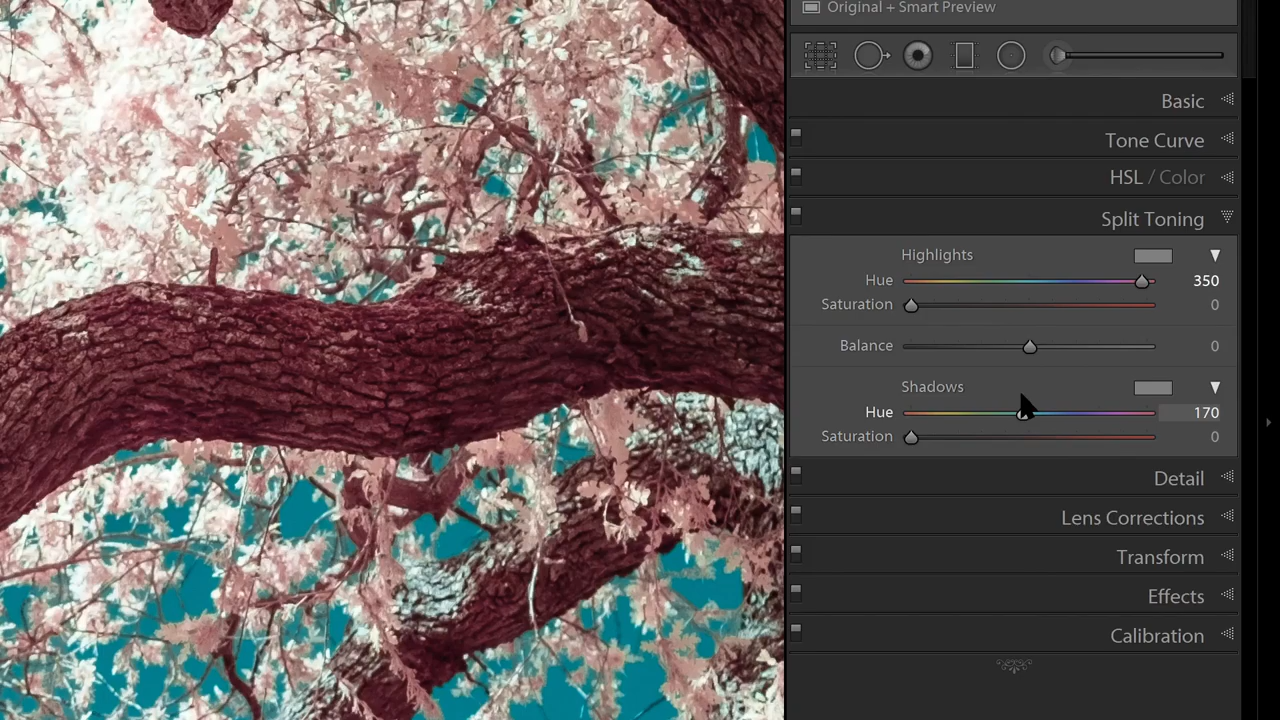 Original + Smart Preview
Basic
Tone Curve
HSL / Color
Split Toning
Highlights
Hue 350
Saturation 0
Balance 0
Shadows
Hue 170
Saturation 0
Detail
Lens Corrections
Transform
Effects
Calibration